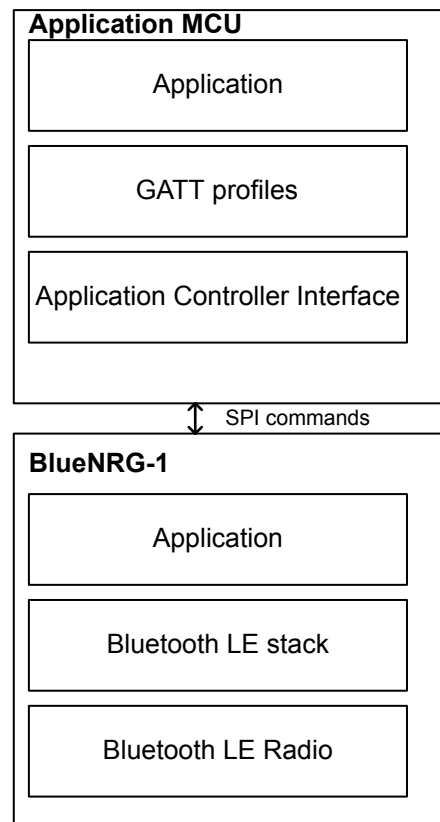 Application MCU
Application
GATT profiles
Application Controller Interface
SPI commands
BlueNRG-1
Application
Bluetooth LE stack
Bluetooth LE Radio